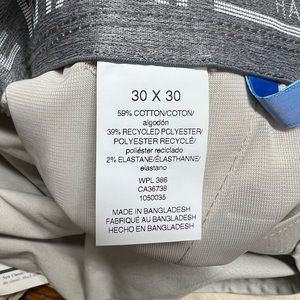 HA
30 X 30
59% COTTON/COTON/
algodón
39% RECYCLED POLYESTER/
POLYESTER RECYCLÉ/
poliéster reciclado
2% ELASTANE/ÉLASTHANNE/
elastano
WPL 386
CA36738
1050035
MADE IN BANGLADESH
FABRIQUÉ AU BANGLADESH
HECHO EN BANGLADESH